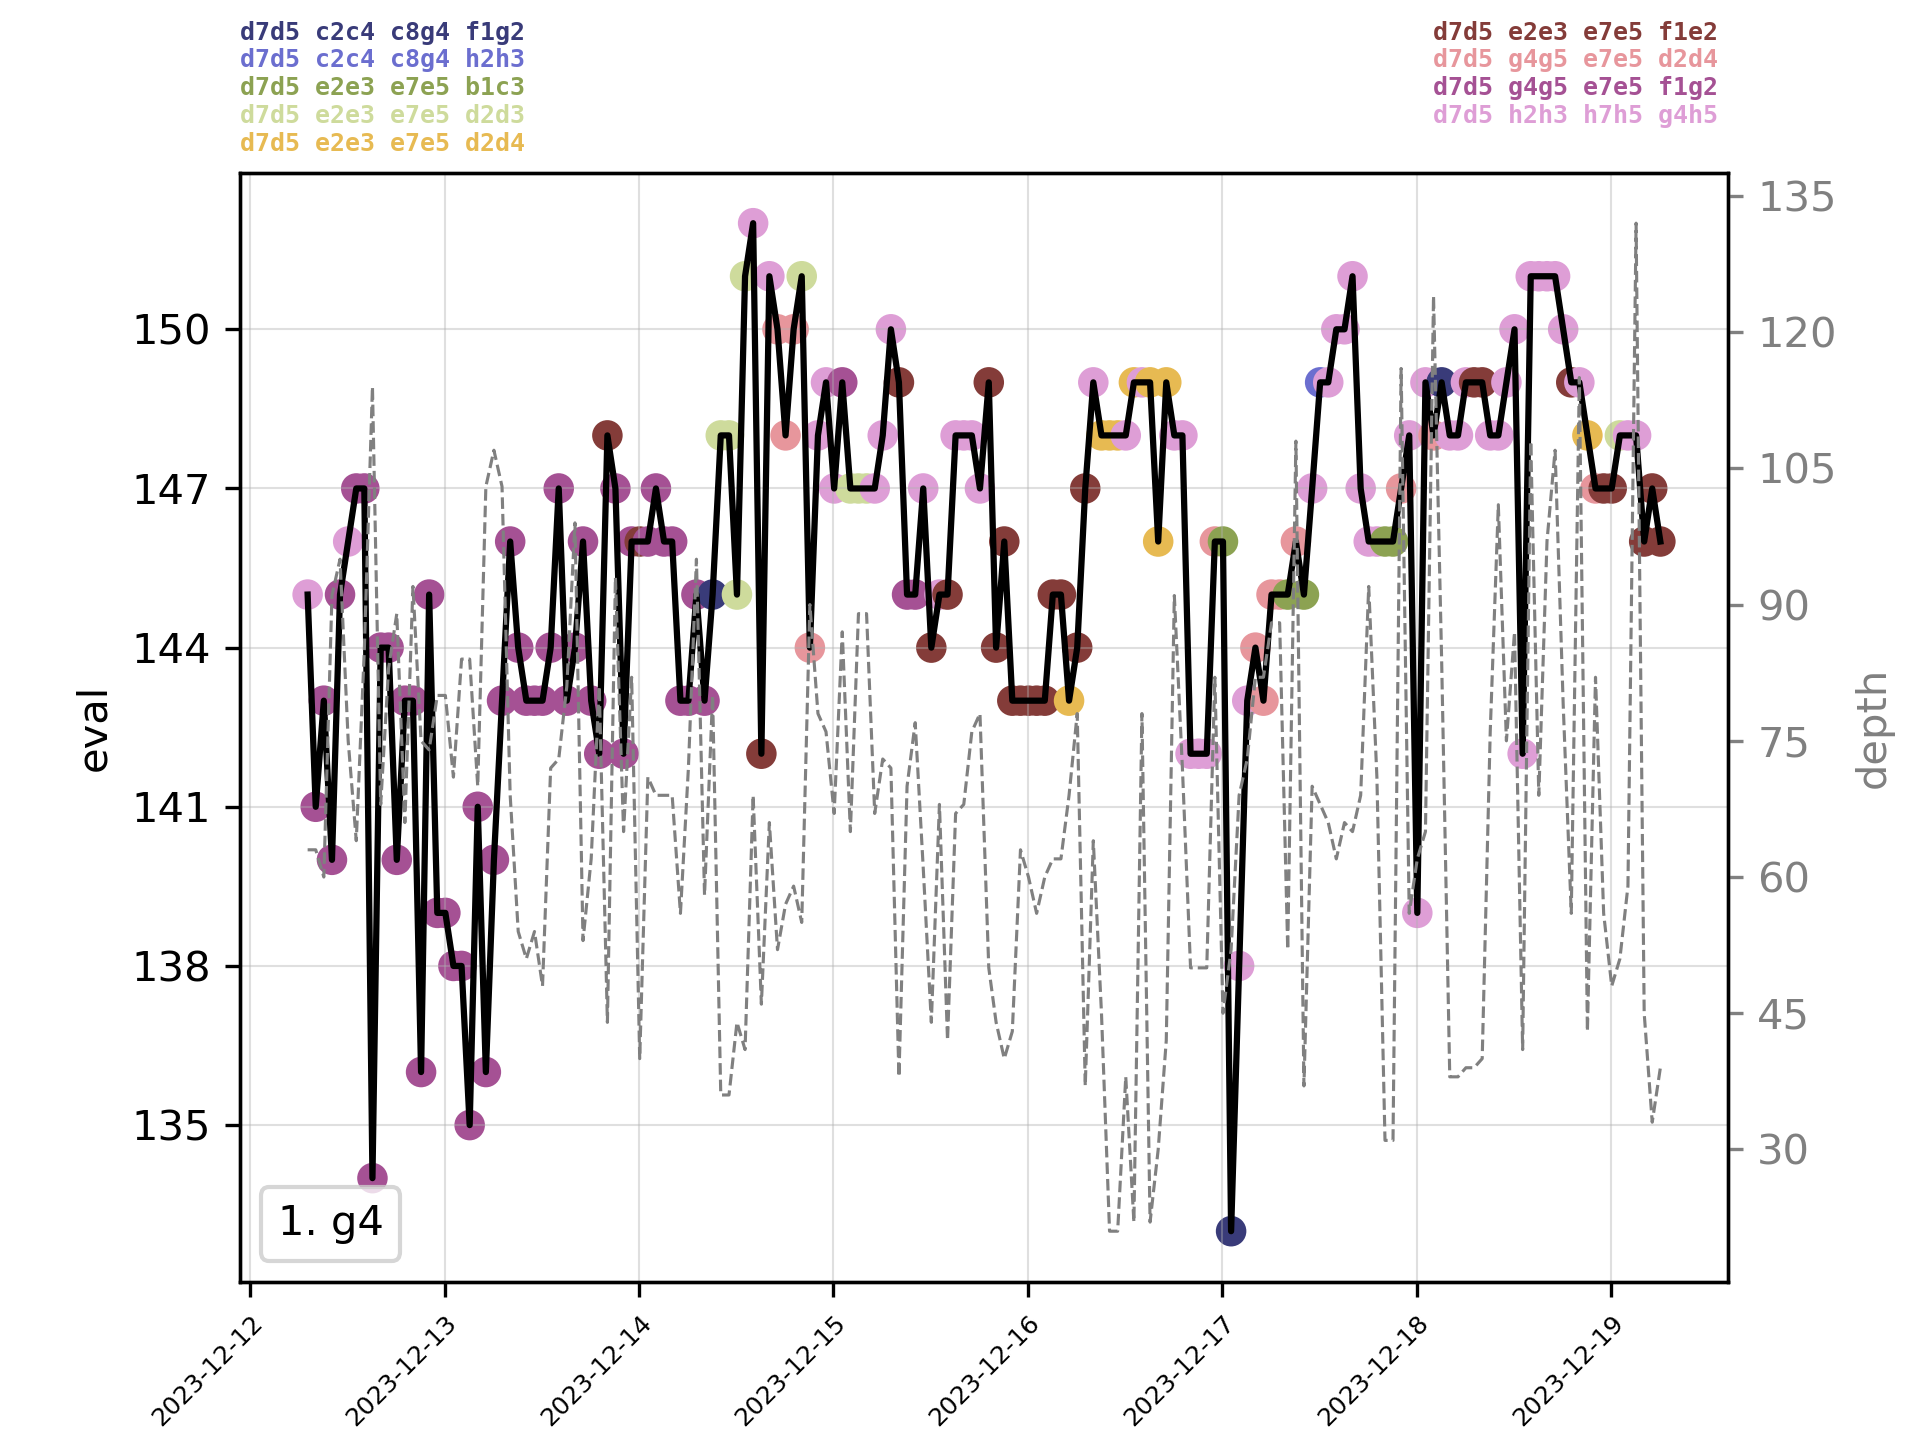 d7d5 c2c4 c8g4 f1g2
d7d5 c2c4 c8g4 h2h3
d7d5 e2e3 e7e5 b1c3
d7d5 e2e3 e7e5 d2d3
d7d5 e2e3 e7e5 d2d4
d7d5 e2e3 e7e5 f1e2
d7d5 g4g5 e7e5 d2d4
d7d5 g4g5 e7e5 f1g2
d7d5 h2h3 h7h5 g4h5
150
147
144
141
138
135
eval
135
120
105
90
75
60
45
30
depth
1. g4
2023-12-12
2023-12-13
2023-12-14
2023-12-15
2023-12-16
2023-12-17
2023-12-18
2023-12-19